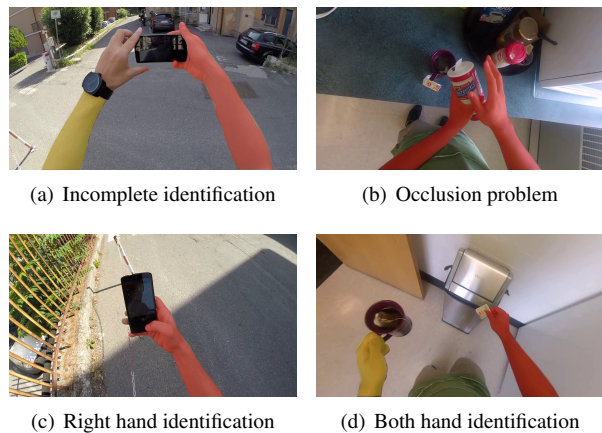 (a) Incomplete identification
(b) Occlusion problem
(c) Right hand identification
(d) Both hand identification